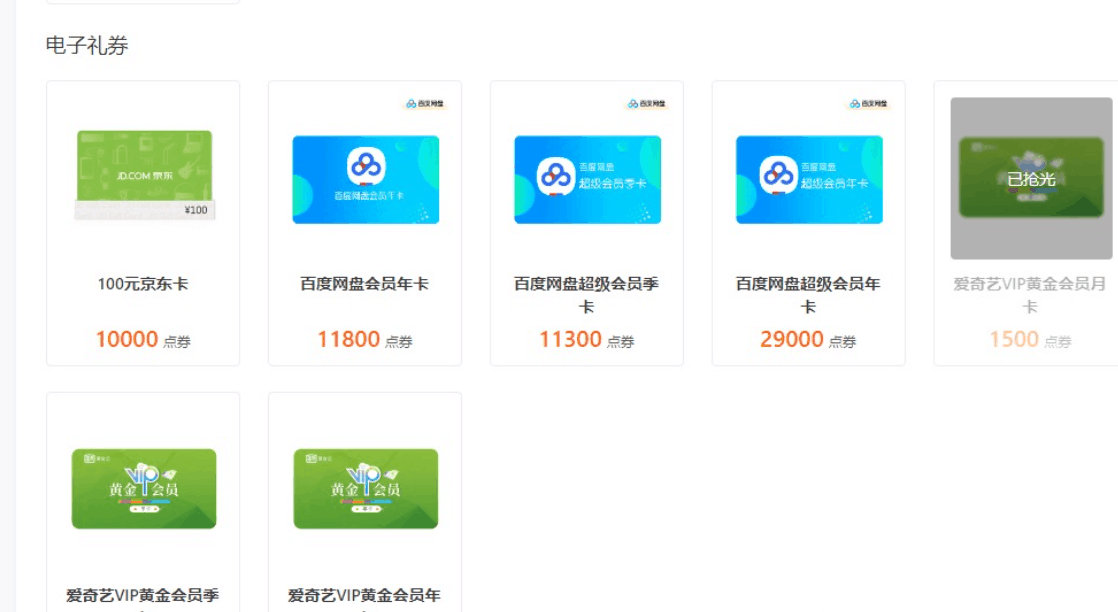 电子礼券
JD.COM 京东
¥100
100元京东卡
10000 点券
百度网盘
百度网盘会员年卡
百度网盘会员年卡
11800 点券
百度网盘
百度网盘
超级会员季卡
百度网盘超级会员季
卡
11300 点券
百度网盘
百度网盘
超级会员年卡
百度网盘超级会员年
卡
29000 点券
已抢光
爱奇艺VIP黄金会员月
卡
1500 点券
VIP
黄金会员
爱奇艺VIP黄金会员季
VIP
黄金会员
爱奇艺VIP黄金会员年